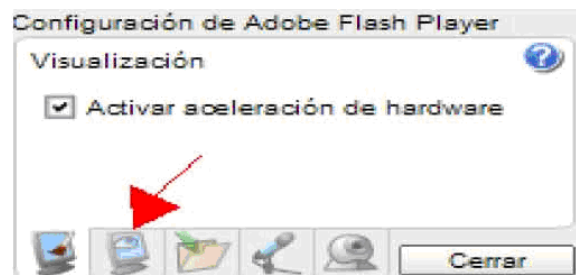 Configuración de Adobe Flash Player
Visualización
Activar aceleración de hardware
Cerrar